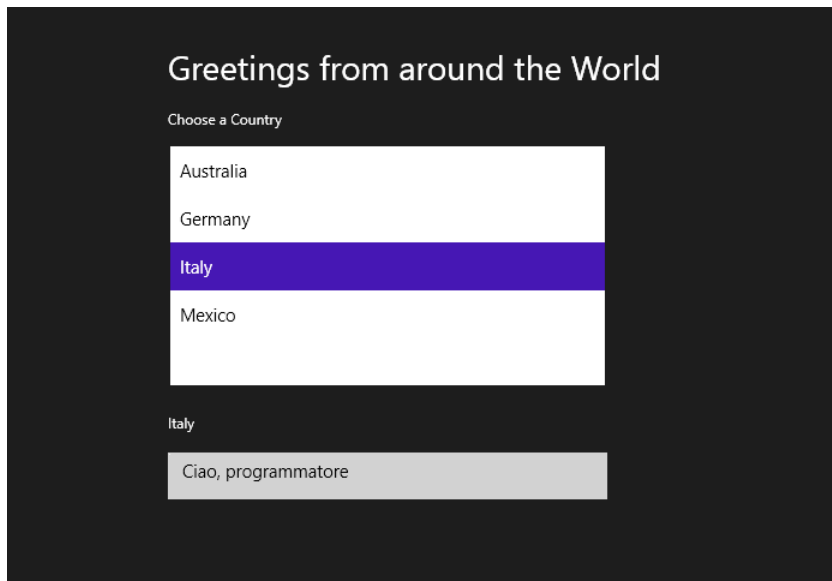 Greetings from around the World
Choose a Country
Australia
Germany
Italy
Mexico
Italy
Ciao, programmatore